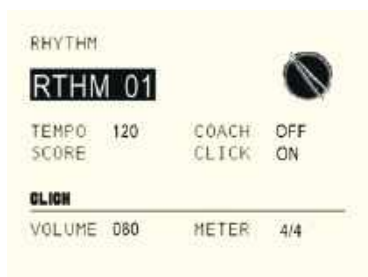 RHYTHM
RTHM 01
TEMPO 120 COACH OFF
SCORE CLICK ON
CLICK
VOLUME 080 METER 4/4